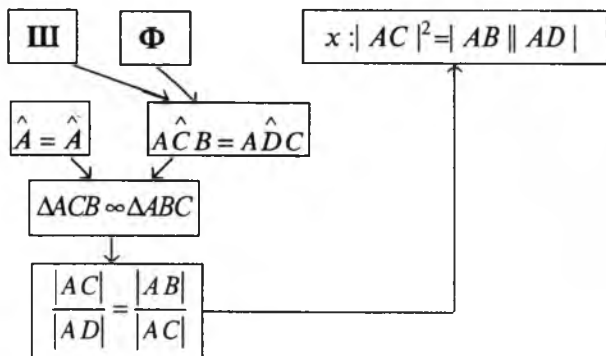 Ш
Ф
x :| AC |²=| AB || AD |
Â = Â
AĈB = AD̂C
ΔACB ∞ ΔABC
|AC| / |AD| = |AB| / |AC|